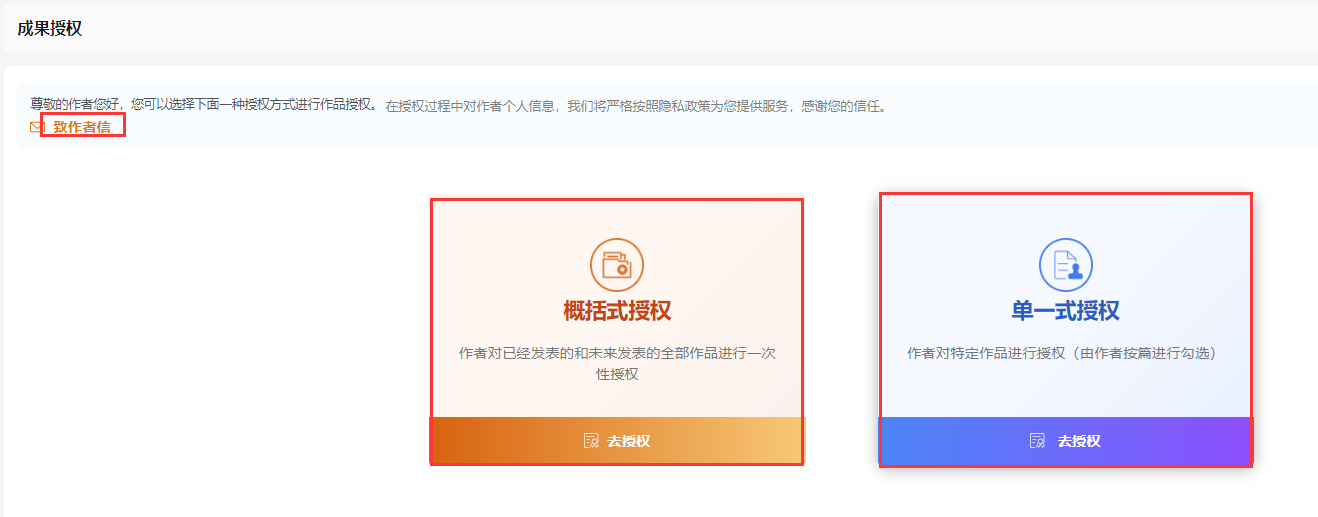 成果授权
尊敬的作者您好，您可以选择下面一种授权方式进行作品授权。 在授权过程中对作者个人信息，我们将严格按照隐私政策为您提供服务，感谢您的信任。
致作者信
概括式授权
作者对已经发表的和未来发表的全部作品进行一次
性授权
去授权
单一式授权
作者对特定作品进行授权（由作者按篇进行勾选）
去授权